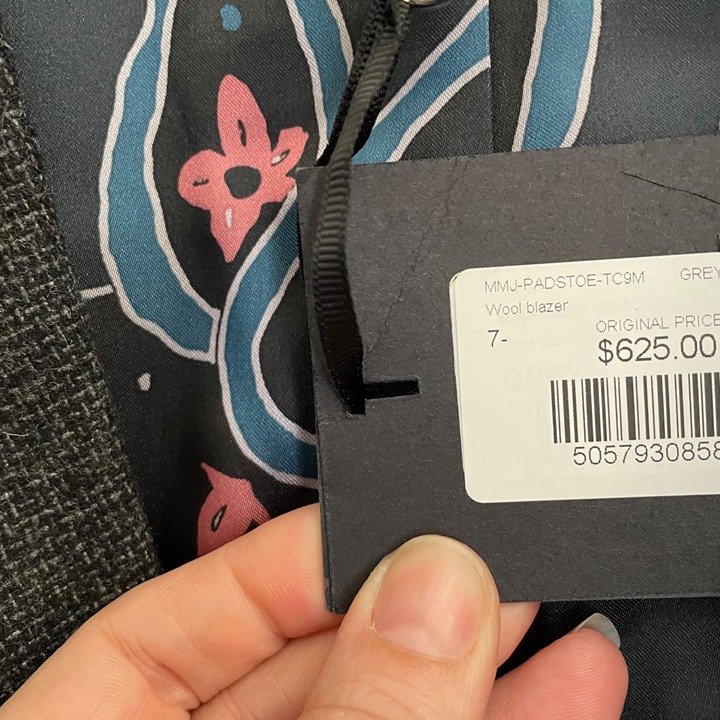 MMJ-PADSTOE-TC9M GREY
Wool blazer
7- ORIGINAL PRICE
$625.00
5057930858